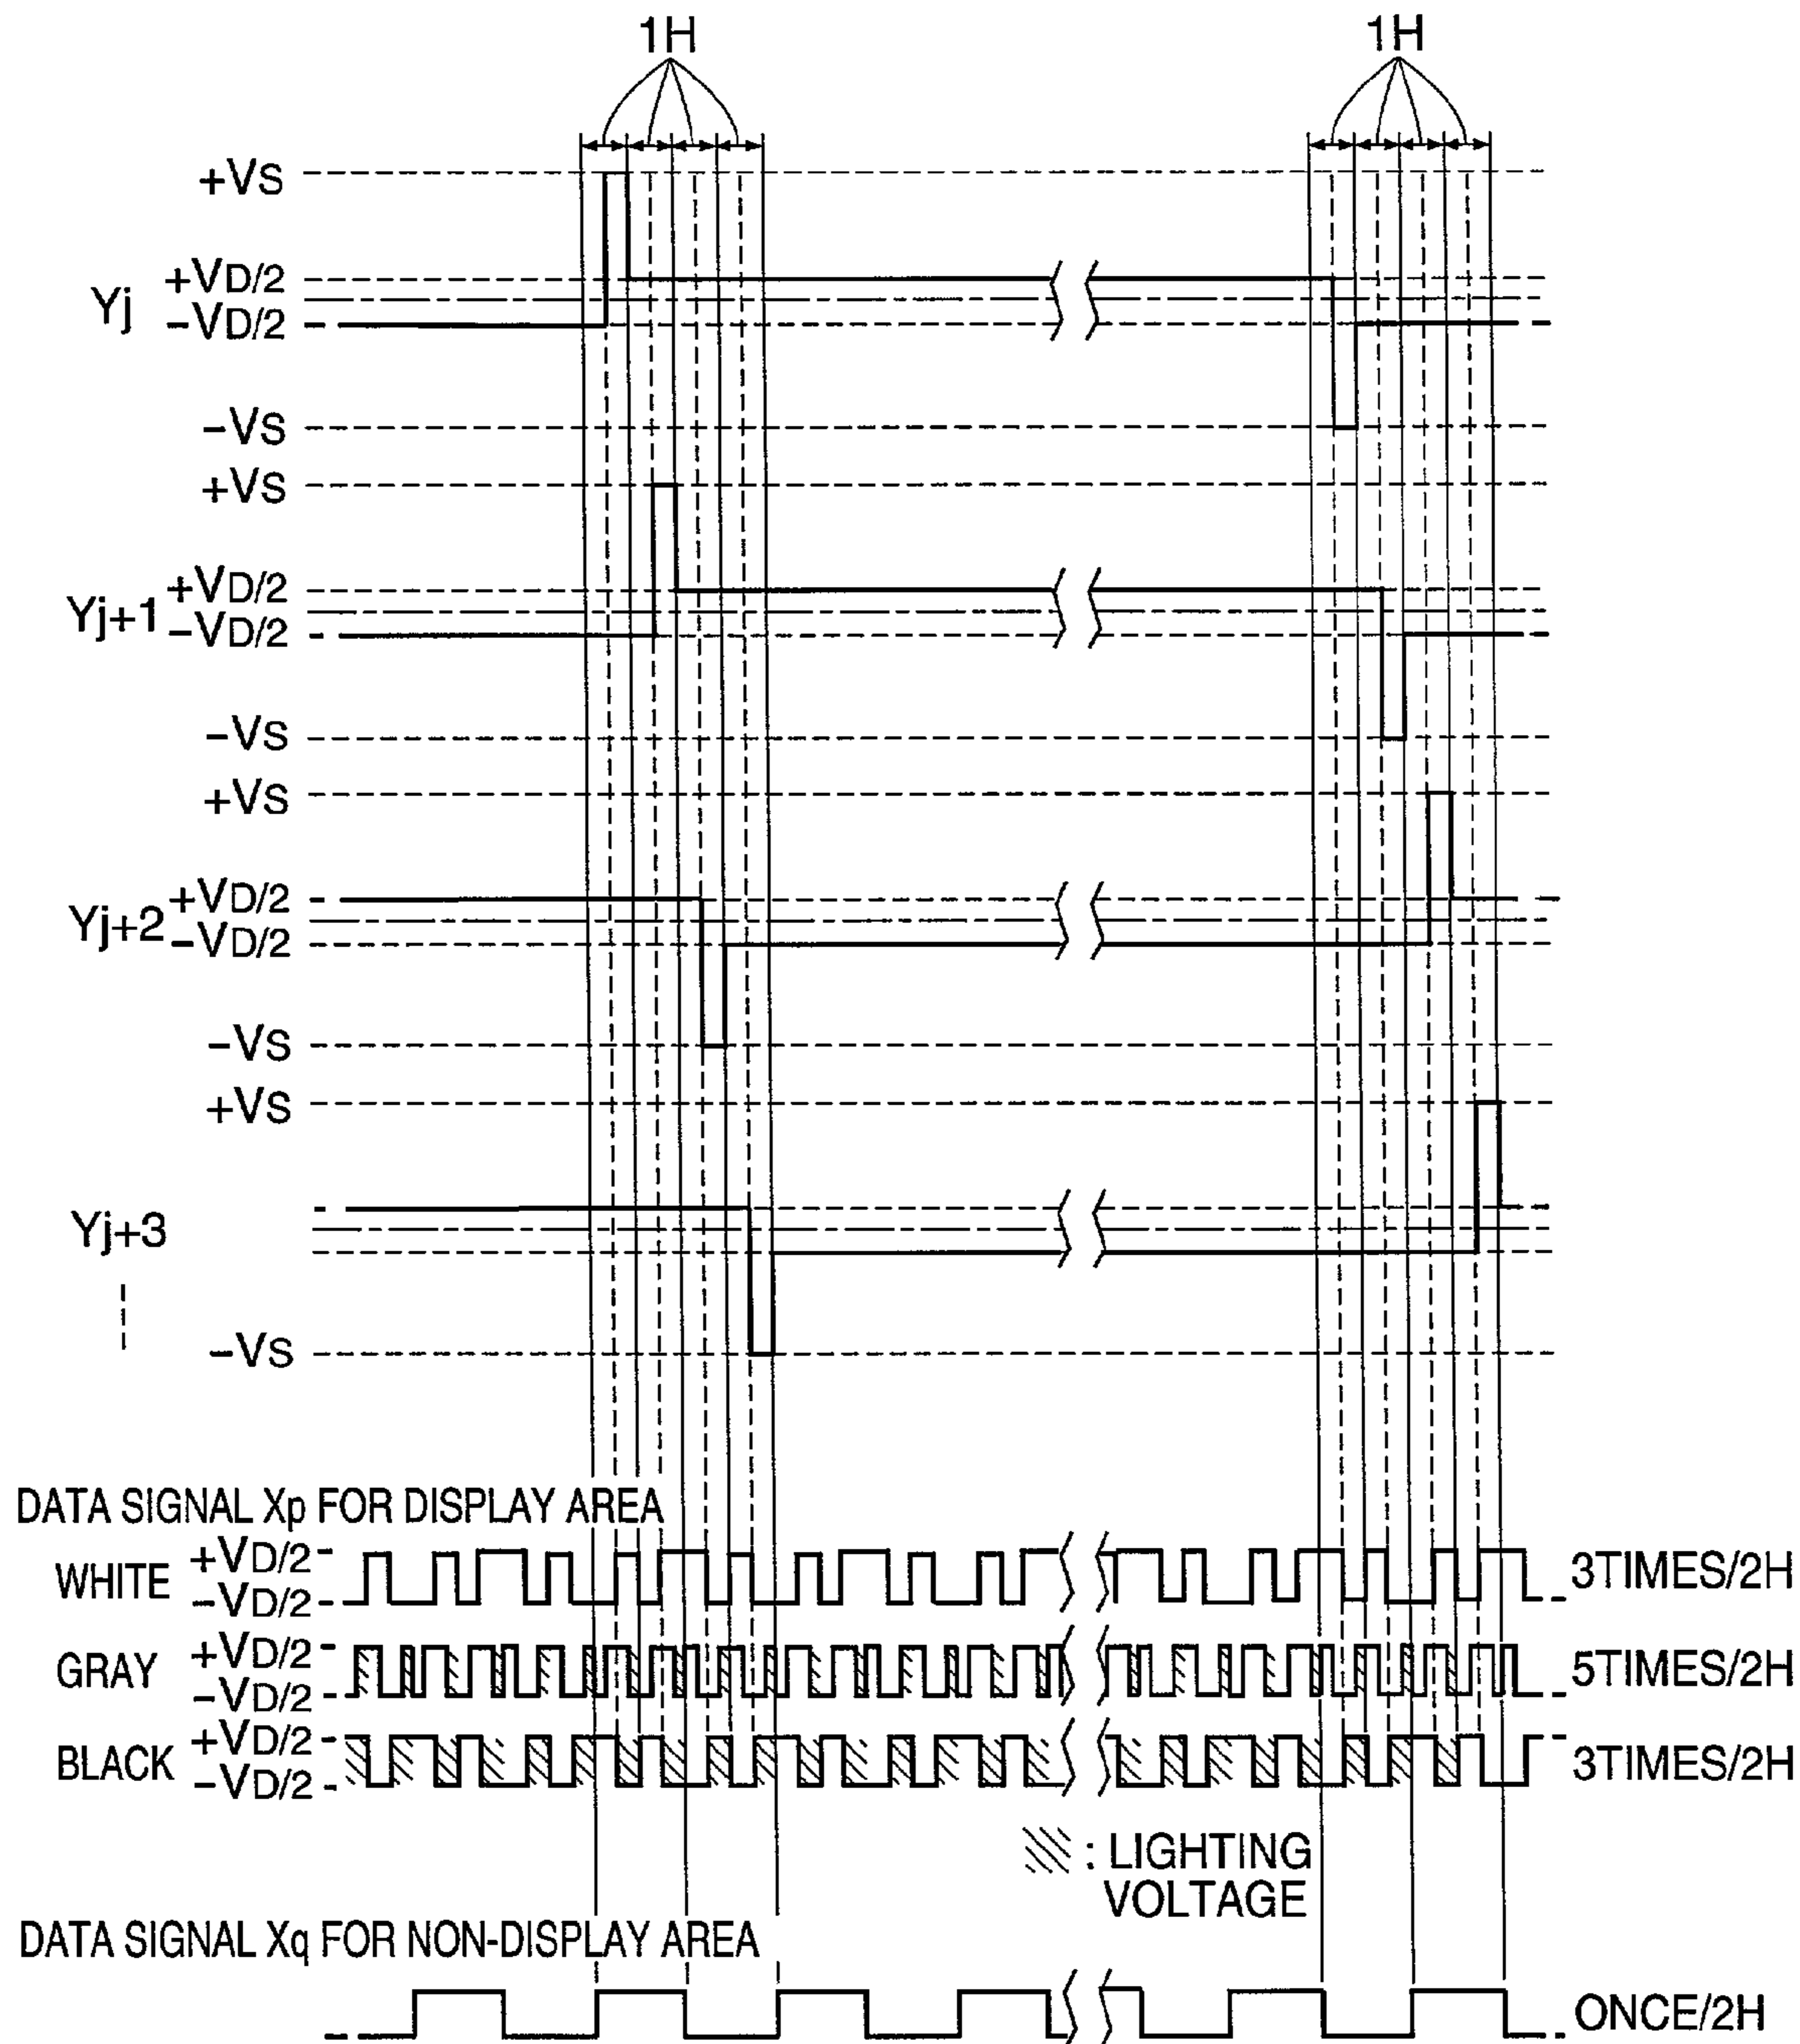 1H 1H
+VS
+VD/2
Yj
−VD/2
−VS
+VS
+VD/2
Yj+1
−VD/2
−VS
+VS
+VD/2
Yj+2
−VD/2
−VS
+VS
Yj+3
−VS
DATA SIGNAL Xp FOR DISPLAY AREA
+VD/2
WHITE 3TIMES/2H
−VD/2
+VD/2
GRAY 5TIMES/2H
−VD/2
+VD/2
BLACK 3TIMES/2H
−VD/2
: LIGHTING
VOLTAGE
DATA SIGNAL Xq FOR NON-DISPLAY AREA
ONCE/2H